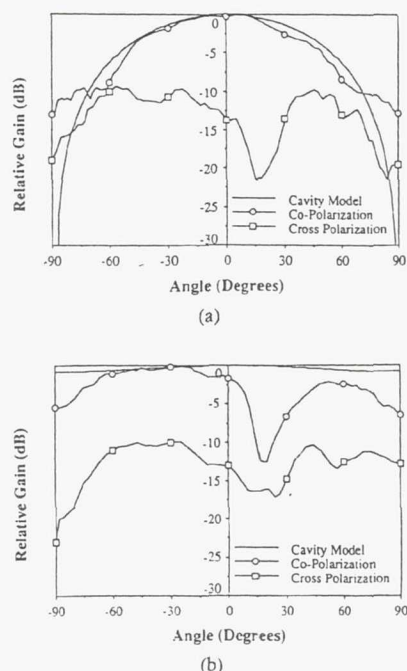 Relative Gain (dB)
0
-5
-10
-15
-20
-25
-30
Cavity Model
Co-Polarization
Cross Polarization
-90
-60
-30
0
30
60
90
Angle (Degrees)
(a)
Relative Gain (dB)
0
-5
-10
-15
-20
-25
-30
Cavity Model
Co-Polarization
Cross Polarization
-90
-60
-30
0
30
60
90
Angle (Degrees)
(b)